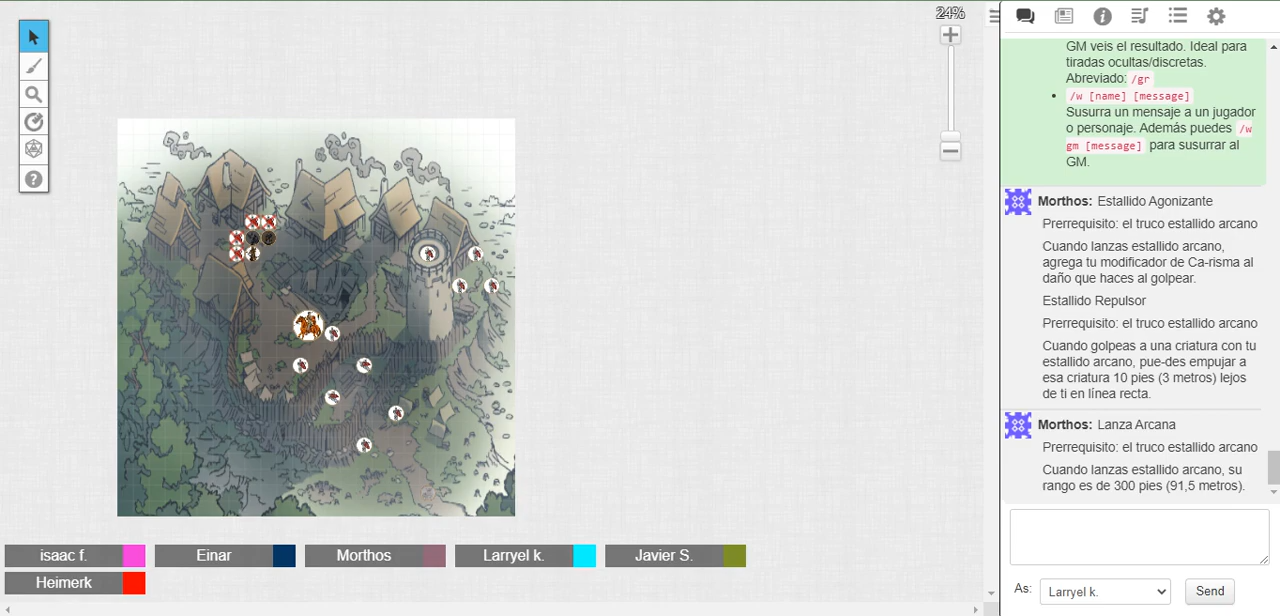 24%
GM veis el resultado. Ideal para
tiradas ocultas/discretas.
Abreviado: /gr
• /w [name] [message]
Susurra un mensaje a un jugador
o personaje. Además puedes /w
gm [message] para susurrar al
GM.
Morthos: Estallido Agonizante
Prerrequisito: el truco estallido arcano
Cuando lanzas estallido arcano,
agrega tu modificador de Ca-risma al
daño que haces al golpear.
Estallido Repulsor
Prerrequisito: el truco estallido arcano
Cuando golpeas a una criatura con tu
estallido arcano, pue-des empujar a
esa criatura 10 pies (3 metros) lejos
de ti en línea recta.
Morthos: Lanza Arcana
Prerrequisito: el truco estallido arcano
Cuando lanzas estallido arcano, su
rango es de 300 pies (91,5 metros).
As: Larryel k. Send
isaac f. Einar Morthos Larryel k. Javier S.
Heimerk